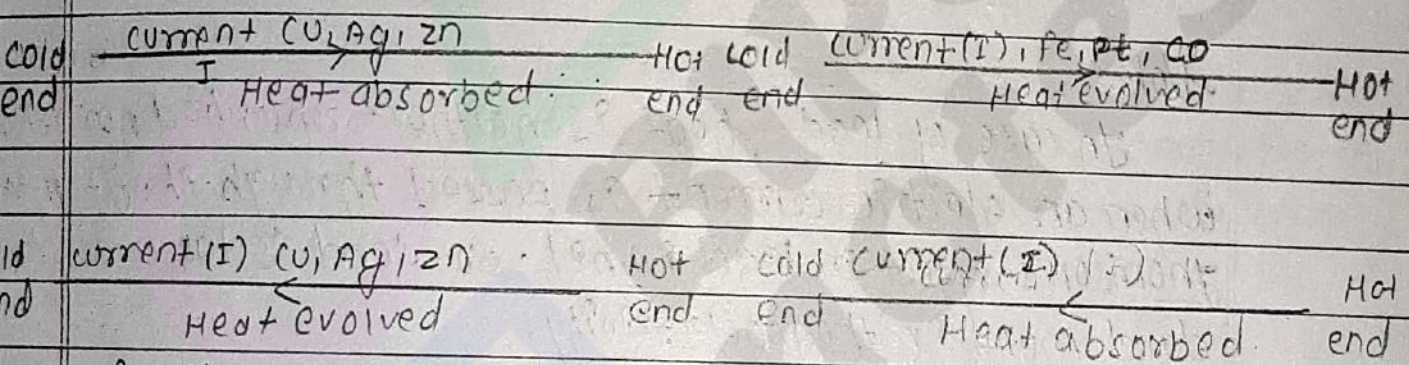 cold current Cu, Ag, Zn Hot cold current (I), Fe, Pt, Co Hot
end I Heat absorbed. end end Heat evolved. end
ld current (I) Cu, Ag, Zn Hot cold current (I) Hot
nd Heat evolved end end Heat absorbed. end